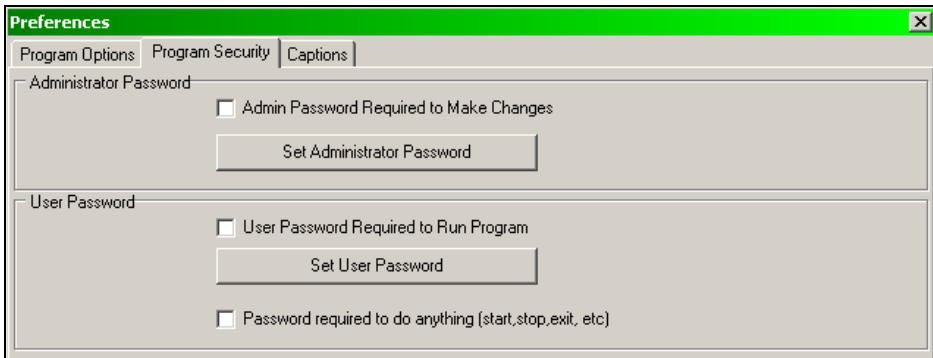 Preferences
Program Options Program Security Captions
Administrator Password
Admin Password Required to Make Changes
Set Administrator Password
User Password
User Password Required to Run Program
Set User Password
Password required to do anything (start,stop,exit, etc)